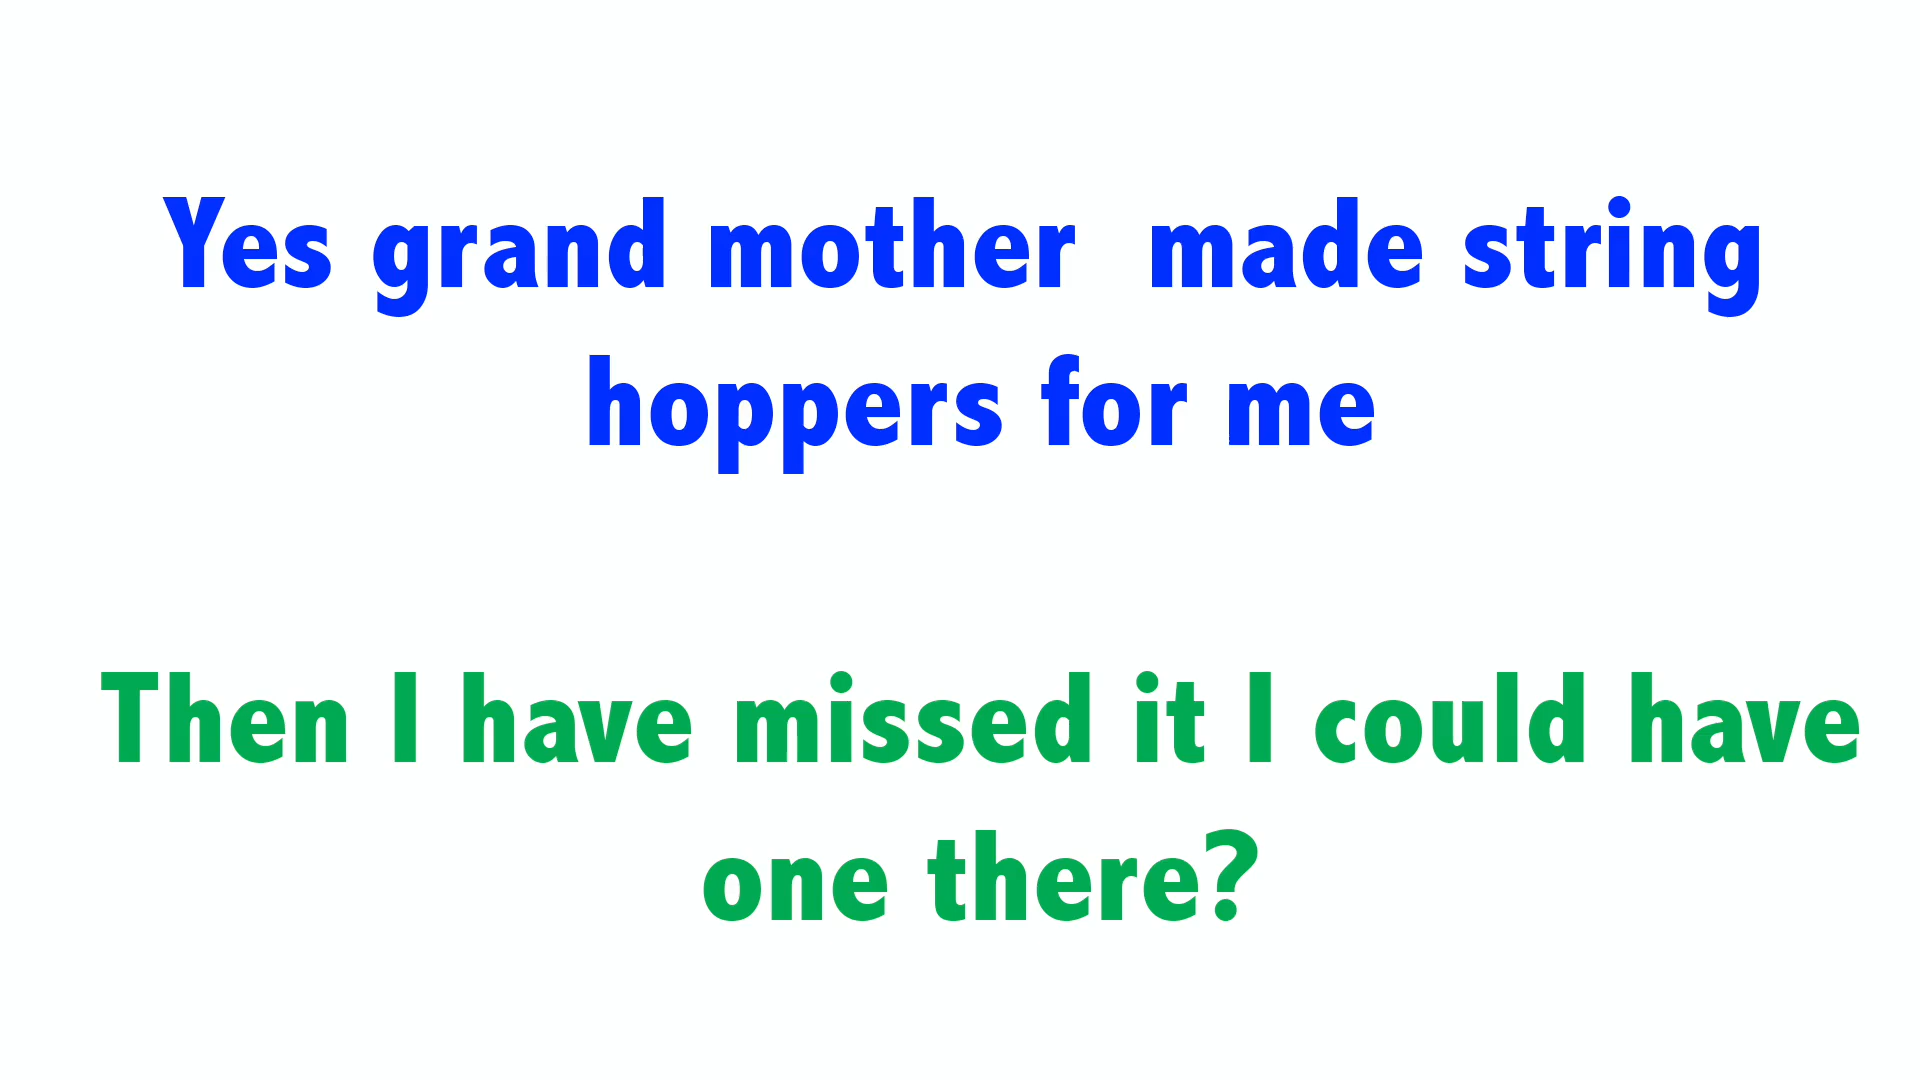 Yes grand mother  made string
hoppers for me
Then I have missed it I could have
one there?